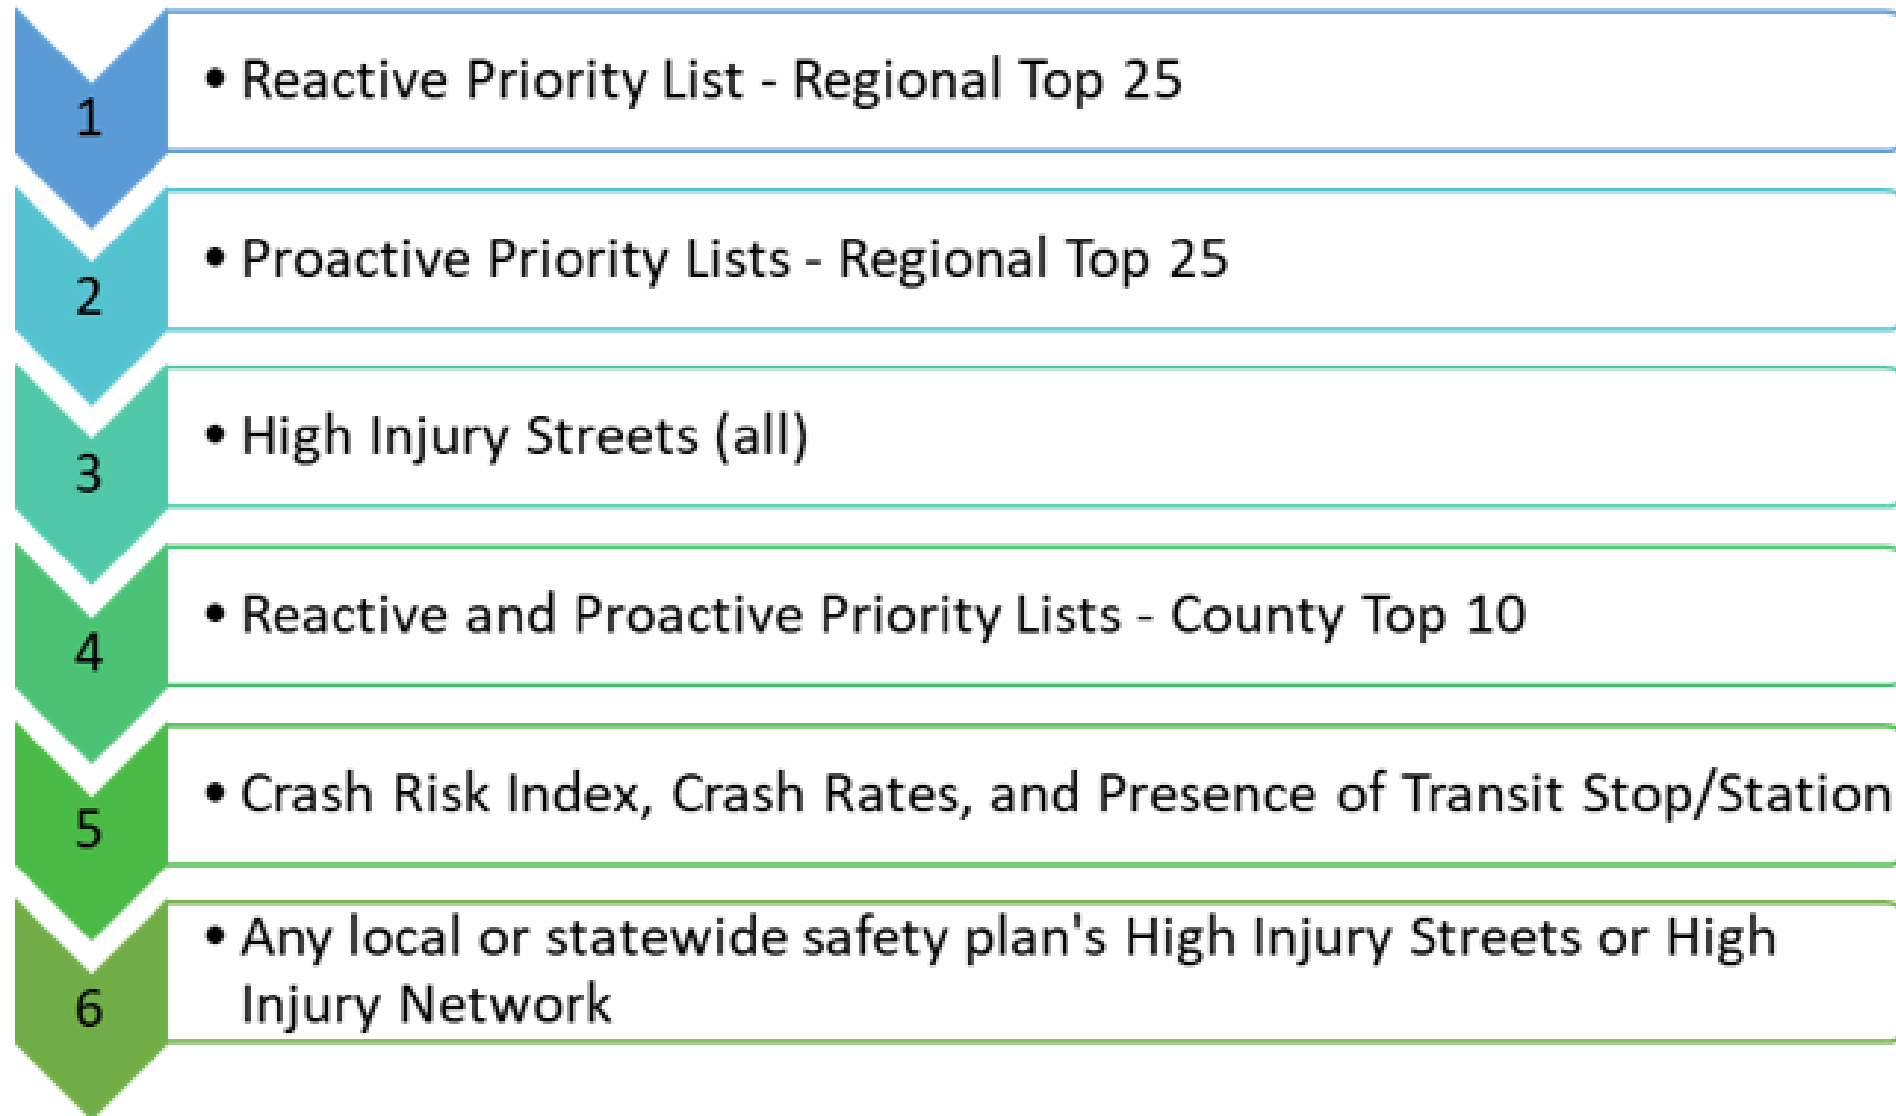 1
• Reactive Priority List - Regional Top 25
2
• Proactive Priority Lists - Regional Top 25
3
• High Injury Streets (all)
4
• Reactive and Proactive Priority Lists - County Top 10
5
• Crash Risk Index, Crash Rates, and Presence of Transit Stop/Station
6
• Any local or statewide safety plan's High Injury Streets or High
Injury Network